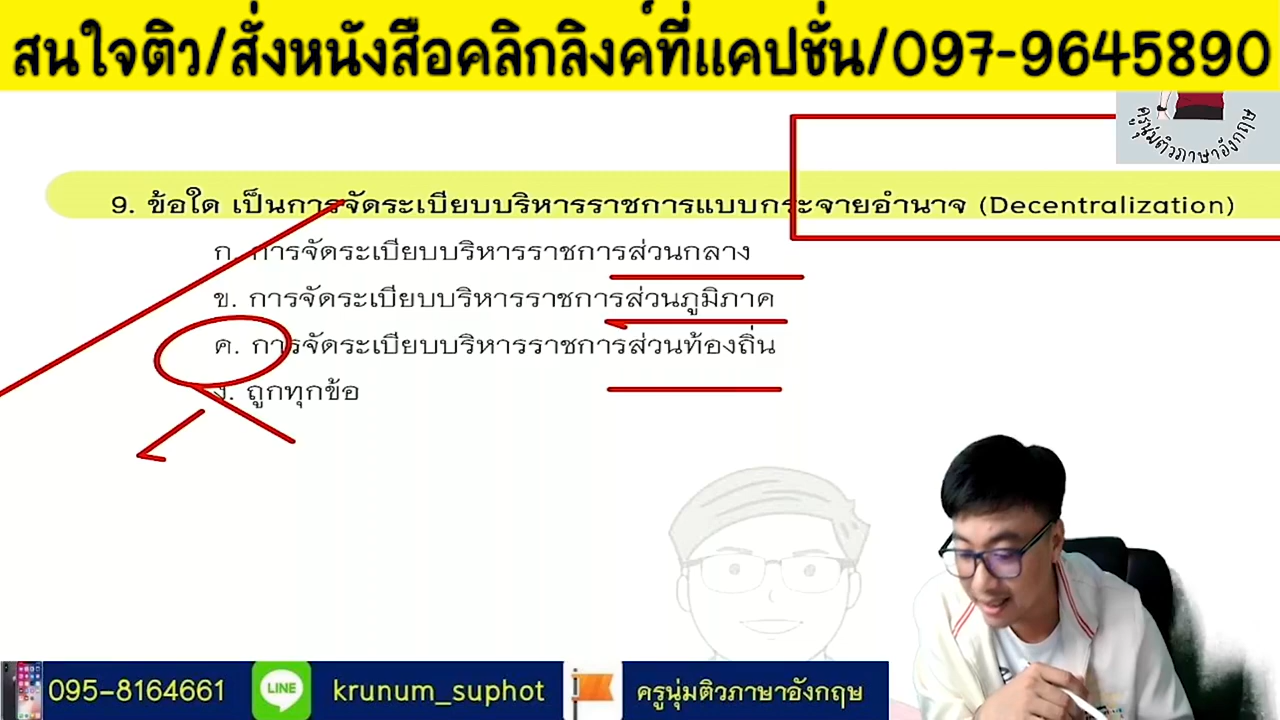 สนใจติว/สั่งหนังสือคลิกลิงค์ที่แคปชั่น/097-9645890
ครูนุ่มติวภาษาอังกฤษ
9. ข้อใด เป็นการจัดระเบียบบริหารราชการแบบกระจายอำนาจ (Decentralization)
ก. การจัดระเบียบบริหารราชการส่วนกลาง
ข. การจัดระเบียบบริหารราชการส่วนภูมิภาค
ค. การจัดระเบียบบริหารราชการส่วนท้องถิ่น
ง. ถูกทุกข้อ
095-8164661 LINE krunum_suphot ครูนุ่มติวภาษาอังกฤษ